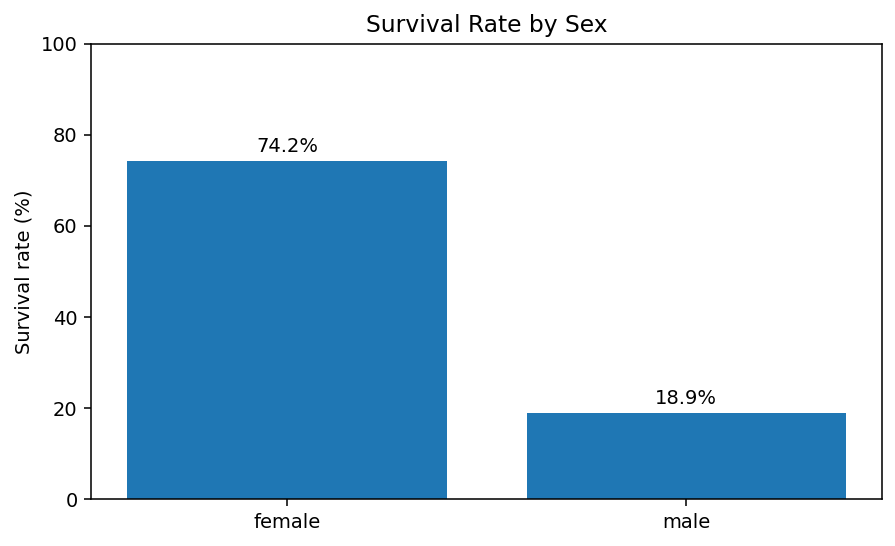 Survival Rate by Sex
Survival rate (%)
100
80
60
40
20
0
74.2%
18.9%
female
male